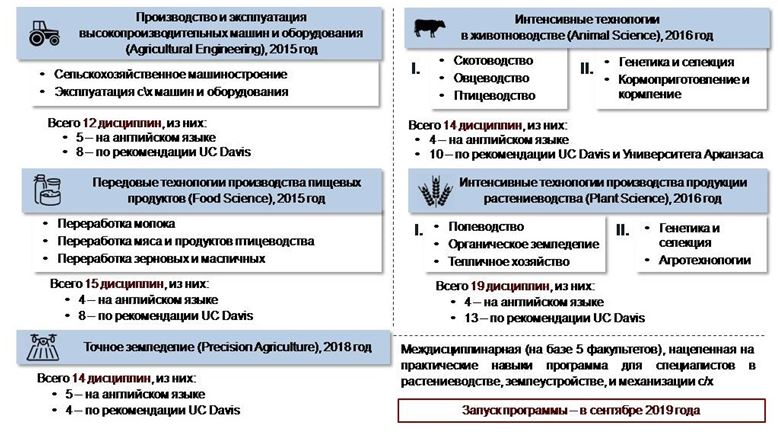 Производство и эксплуатация
высокопроизводительных машин и оборудования
(Agricultural Engineering), 2015 год
• Сельскохозяйственное машиностроение
• Эксплуатация с\х машин и оборудования
Всего 12 дисциплин, из них:
• 5 – на английском языке
• 8 – по рекомендации UC Davis
Передовые технологии производства пищевых
продуктов (Food Science), 2015 год
• Переработка молока
• Переработка мяса и продуктов птицеводства
• Переработка зерновых и масличных
Всего 15 дисциплин, из них:
• 4 – на английском языке
• 8 – по рекомендации UC Davis
Точное земледелие (Precision Agriculture), 2018 год
Всего 14 дисциплин, из них:
• 5 – на английском языке
• 4 – по рекомендации UC Davis
Интенсивные технологии
в животноводстве (Animal Science), 2016 год
I.
• Скотоводство
• Овцеводство
• Птицеводство
II.
• Генетика и селекция
• Кормоприготовление и
кормление
Всего 14 дисциплин, из них:
• 4 – на английском языке
• 10 – по рекомендации UC Davis и Университета Арканзаса
Интенсивные технологии производства продукции
растениеводства (Plant Science), 2016 год
I.
• Полеводство
• Органическое земледелие
• Тепличное хозяйство
II.
• Генетика и
селекция
• Агротехнологии
Всего 19 дисциплин, из них:
• 4 – на английском языке
• 13 – по рекомендации UC Davis
Междисциплинарная (на базе 5 факультетов), нацеленная на
практические навыки программа для специалистов в
растениеводстве, землеустройстве, и механизации с/х
Запуск программы – в сентябре 2019 года